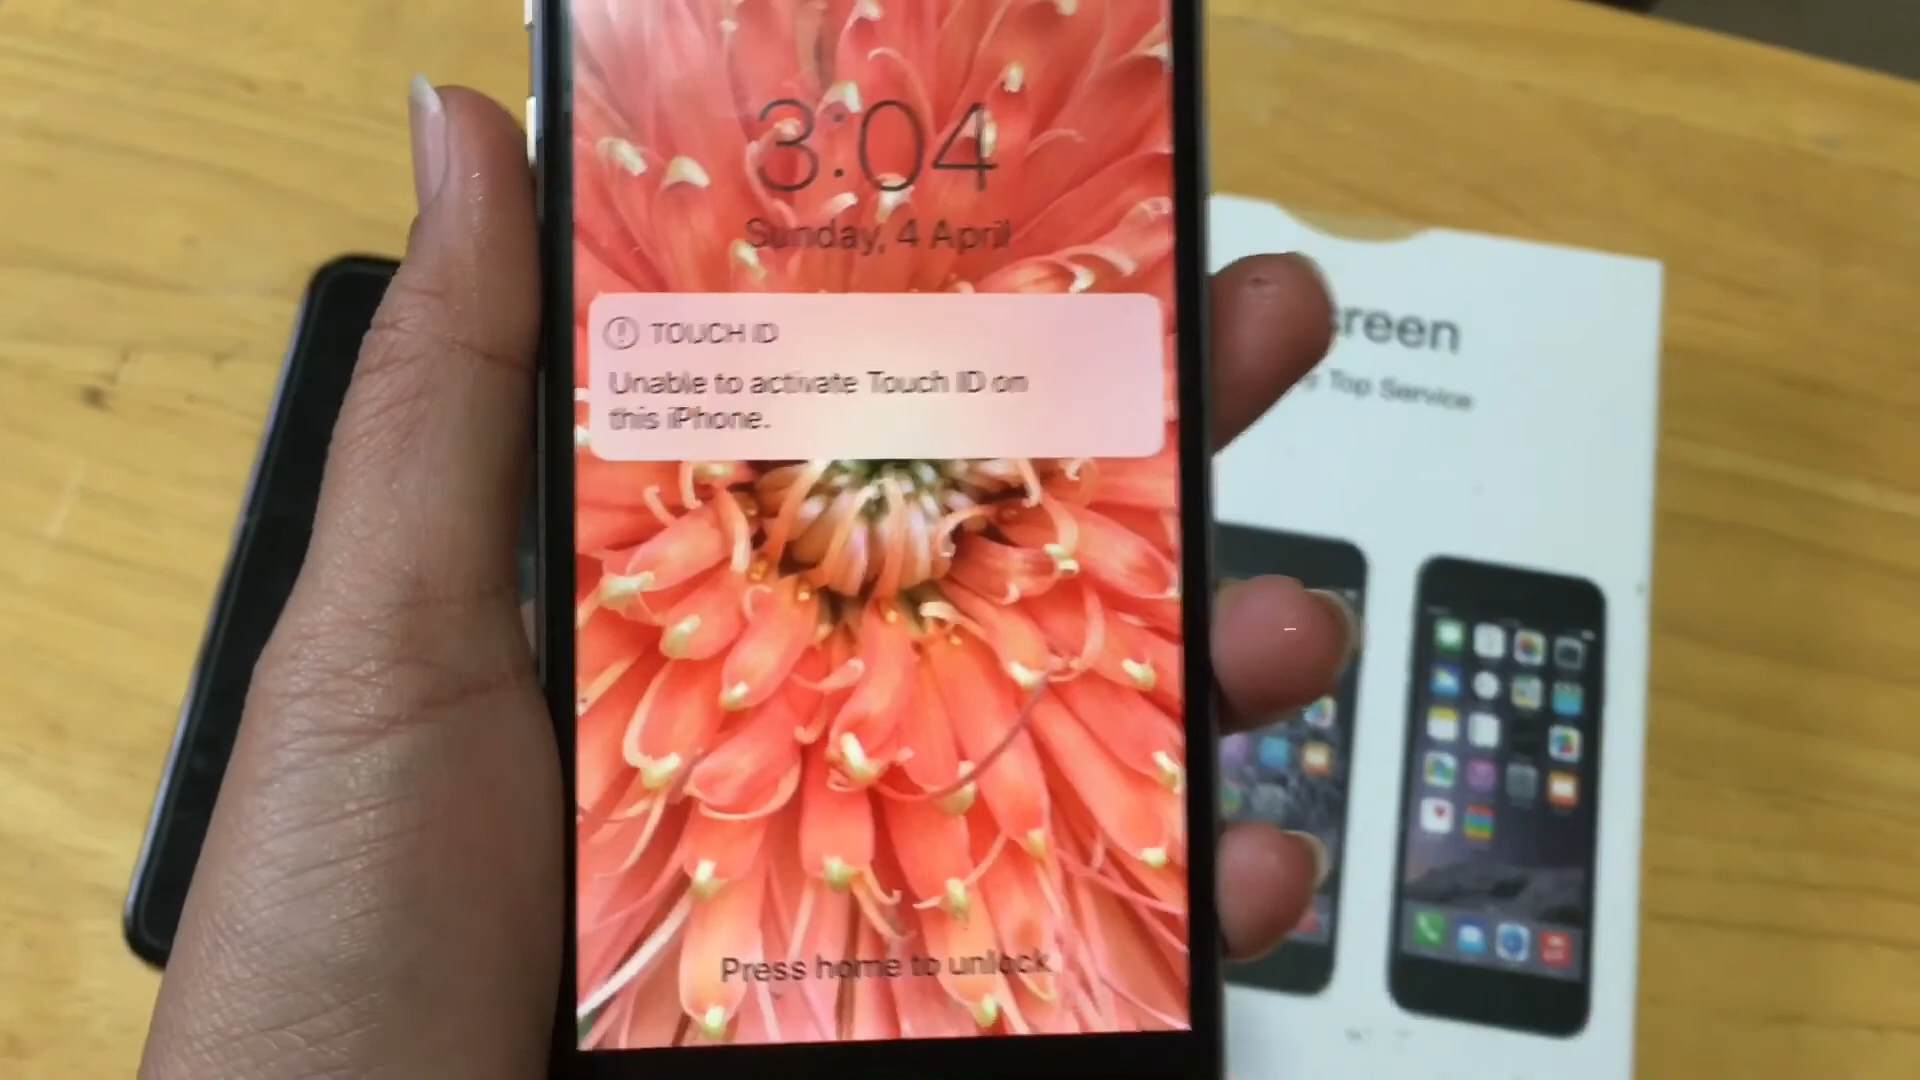 3:04
Sunday, 4 April
TOUCH ID
Unable to activate Touch ID on
this iPhone.
Press home to unlock
creen
Top Service